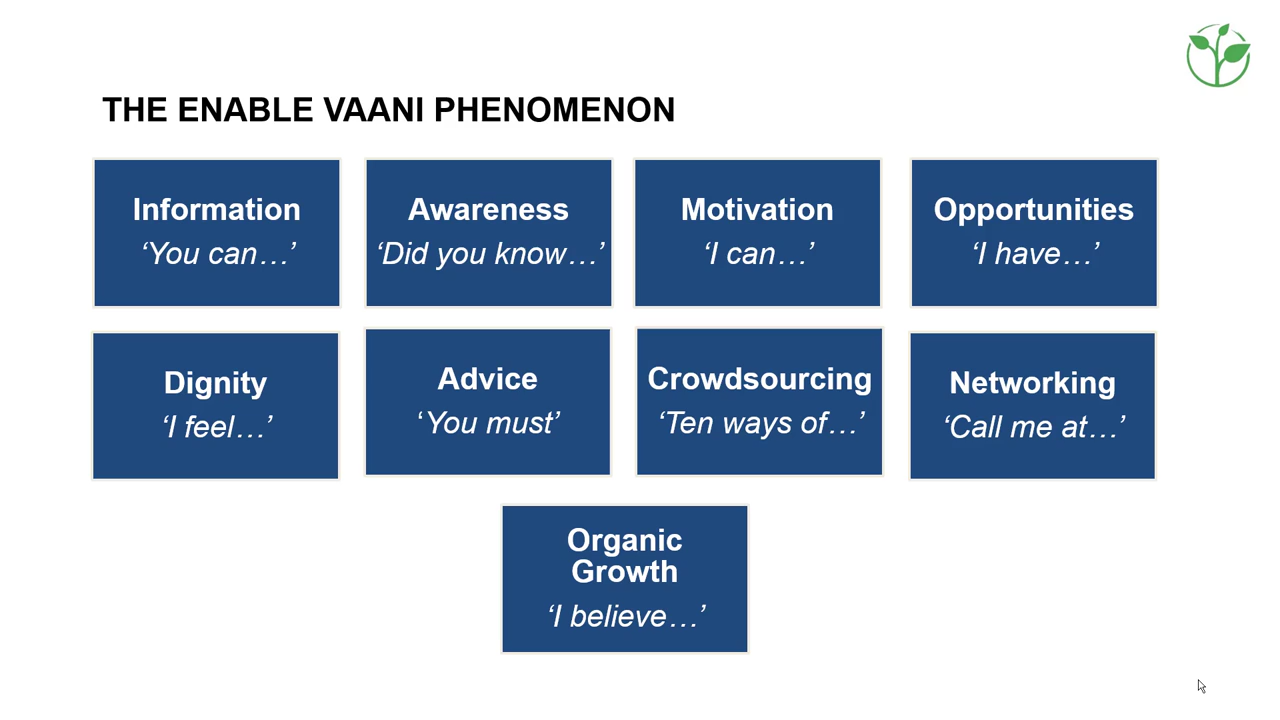 THE ENABLE VAANI PHENOMENON
Information
‘You can…’
Awareness
‘Did you know…’
Motivation
‘I can…’
Opportunities
‘I have…’
Dignity
‘I feel…’
Advice
‘You must’
Crowdsourcing
‘Ten ways of…’
Networking
‘Call me at…’
Organic
Growth
‘I believe…’